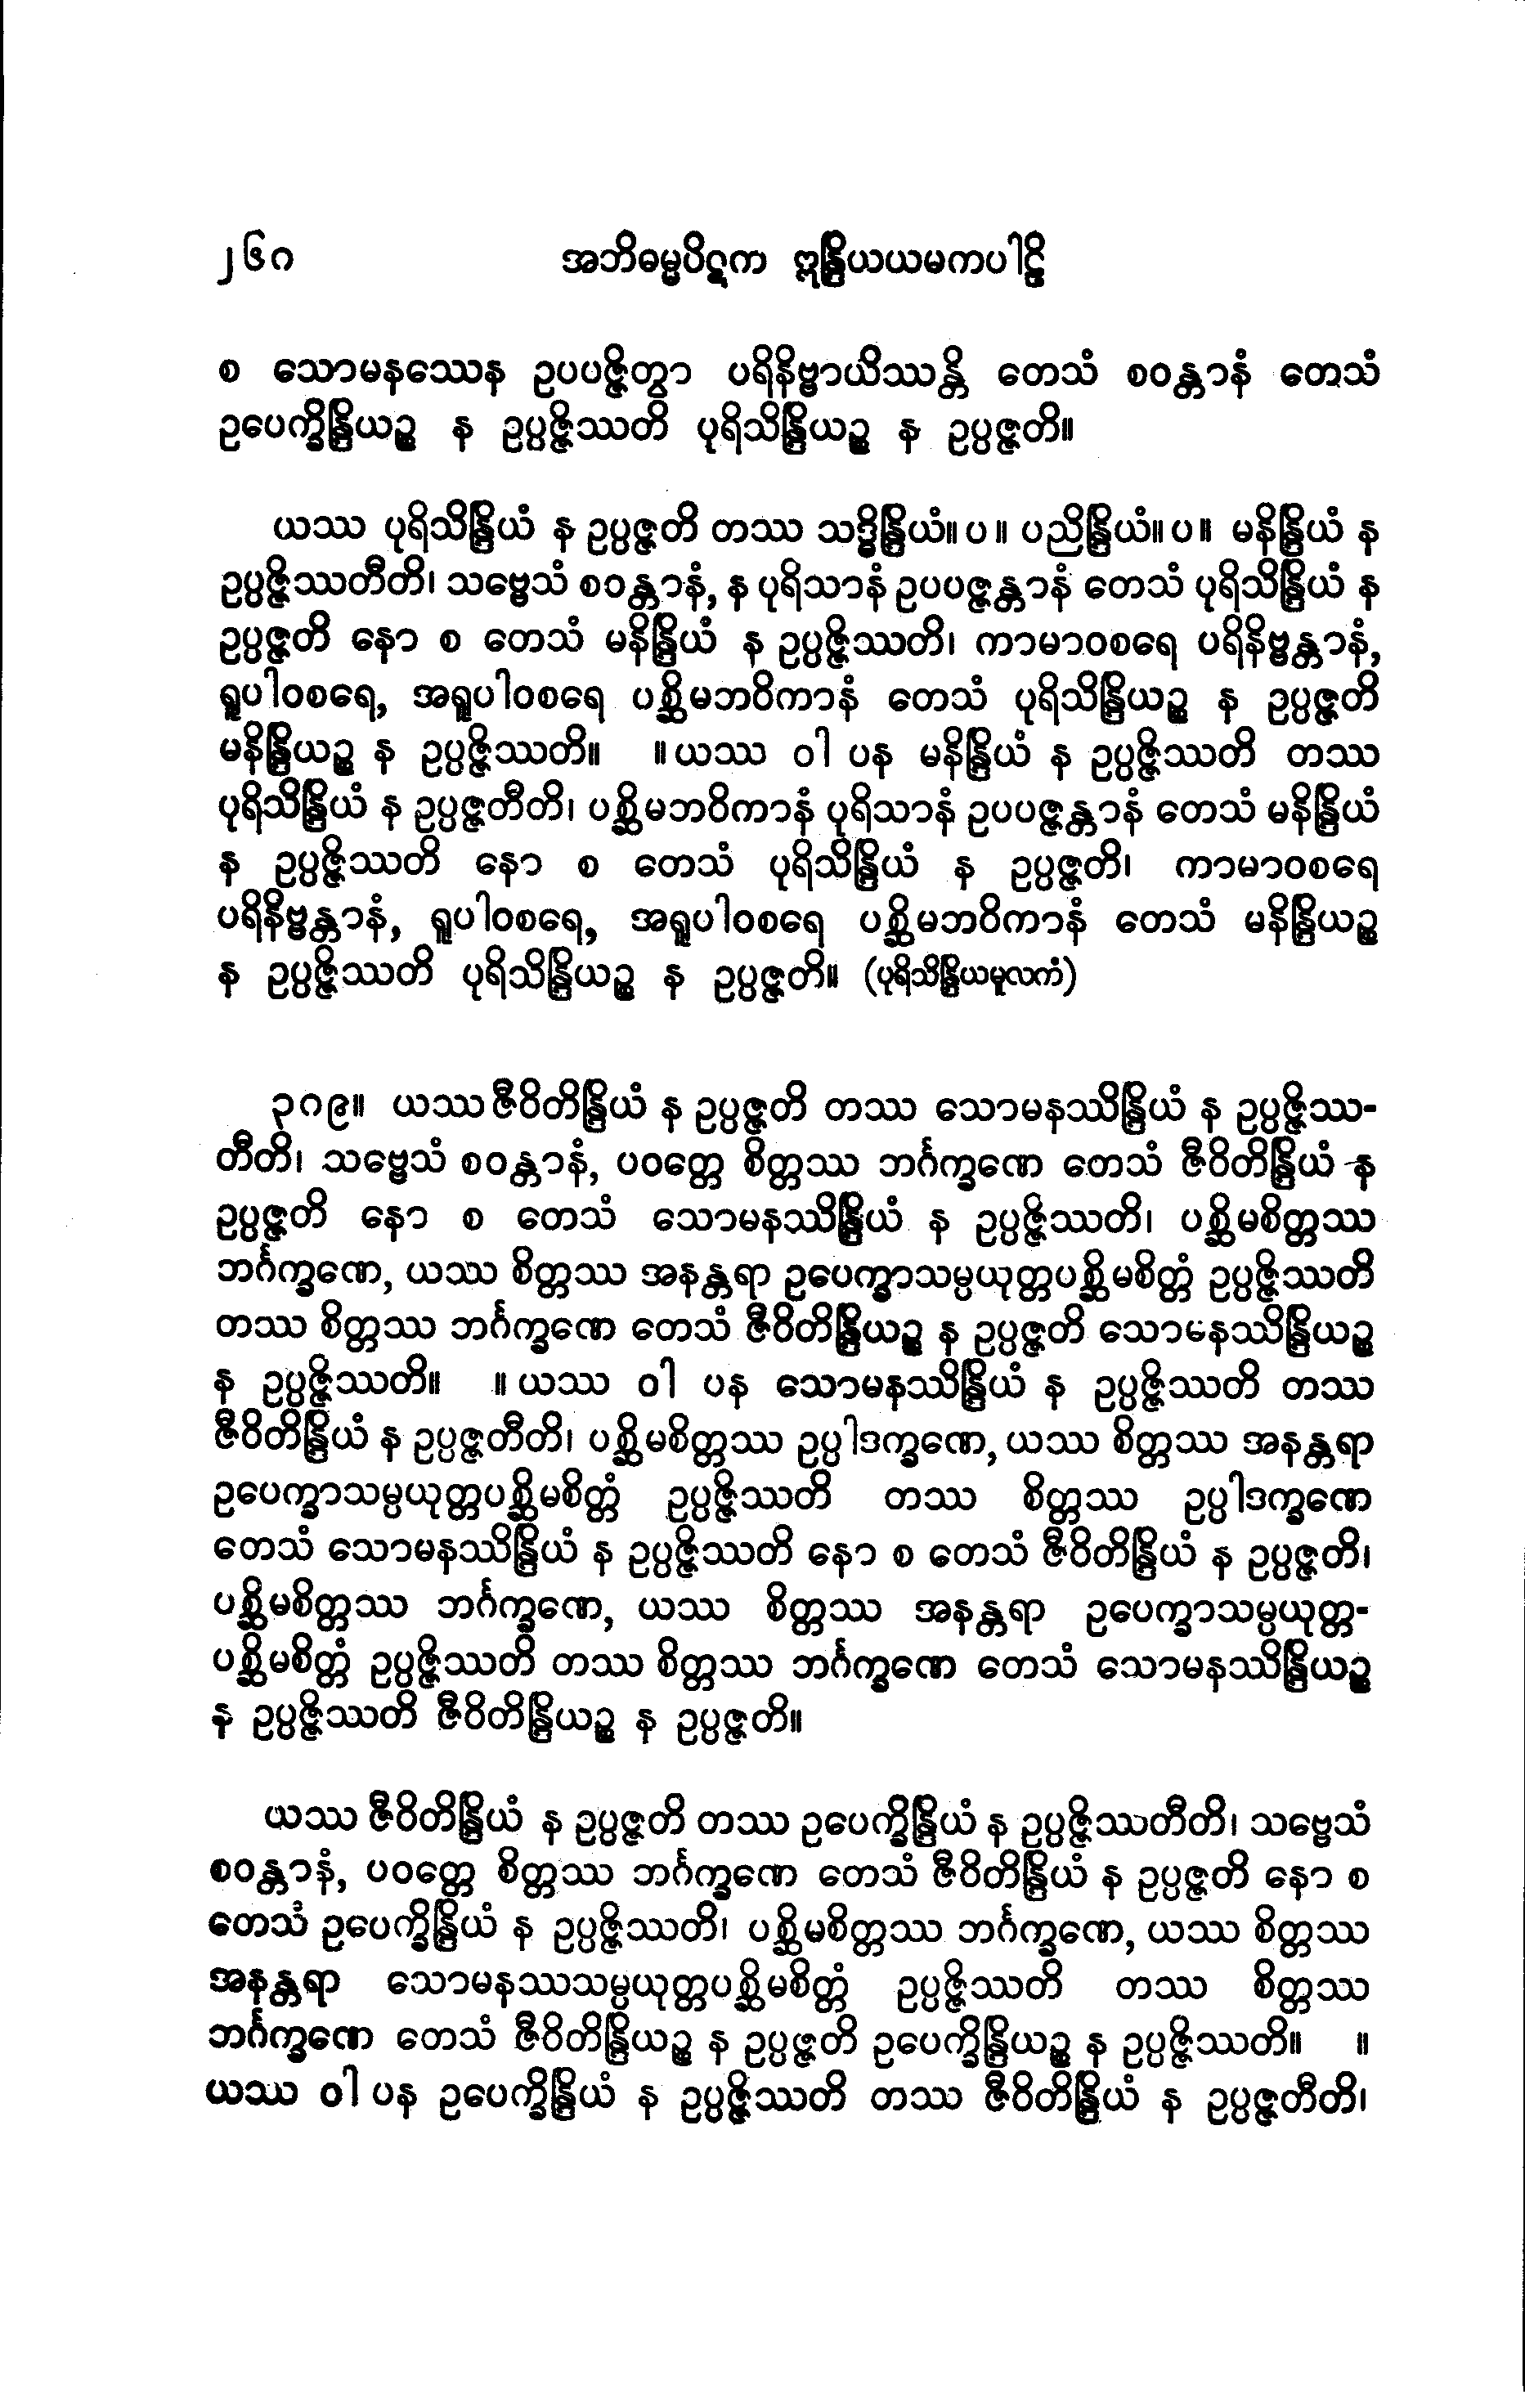 ၂၆၈ အဘိဓမ္မပိဋက ဣန္ဒြိယယမကပါဠိ
စ သောမနဿေန ဥပပဇ္ဇိတွာ ပရိနိဗ္ဗာယိဿန္တိ တေသံ စဝန္တာနံ တေသံ
ဥပေက္ခိန္ဒြိယဉ္စ န ဥပ္ပဇ္ဇိဿတိ ပုရိသိန္ဒြိယဉ္စ န ဥပ္ပဇ္ဇတိ။
ယဿ ပုရိသိန္ဒြိယံ န ဥပ္ပဇ္ဇတိ တဿ သဒ္ဓိန္ဒြိယံ။ပ။ ပညိန္ဒြိယံ။ပ။ မနိန္ဒြိယံ န
ဥပ္ပဇ္ဇိဿတီတိ၊ သဗ္ဗေသံ စဝန္တာနံ, န ပုရိသာနံ ဥပပဇ္ဇန္တာနံ တေသံ ပုရိသိန္ဒြိယံ န
ဥပ္ပဇ္ဇတိ နော စ တေသံ မနိန္ဒြိယံ န ဥပ္ပဇ္ဇိဿတိ၊ ကာမာဝစရေ ပရိနိဗ္ဗန္တာနံ,
ရူပါဝစရေ, အရူပါဝစရေ ပစ္ဆိမဘဝိကာနံ တေသံ ပုရိသိန္ဒြိယဉ္စ န ဥပ္ပဇ္ဇတိ
မနိန္ဒြိယဉ္စ န ဥပ္ပဇ္ဇိဿတိ။ ။ယဿ ဝါ ပန မနိန္ဒြိယံ န ဥပ္ပဇ္ဇိဿတိ တဿ
ပုရိသိန္ဒြိယံ န ဥပ္ပဇ္ဇတီတိ၊ ပစ္ဆိမဘဝိကာနံ ပုရိသာနံ ဥပပဇ္ဇန္တာနံ တေသံ မနိန္ဒြိယံ
န ဥပ္ပဇ္ဇိဿတိ နော စ တေသံ ပုရိသိန္ဒြိယံ န ဥပ္ပဇ္ဇတိ၊ ကာမာဝစရေ
ပရိနိဗ္ဗန္တာနံ, ရူပါဝစရေ, အရူပါဝစရေ ပစ္ဆိမဘဝိကာနံ တေသံ မနိန္ဒြိယဉ္စ
န ဥပ္ပဇ္ဇိဿတိ ပုရိသိန္ဒြိယဉ္စ န ဥပ္ပဇ္ဇတိ။ (ပုရိသိန္ဒြိယမူလကံ)
၃၈၉။ ယဿ ဇီဝိတိန္ဒြိယံ န ဥပ္ပဇ္ဇတိ တဿ သောမနဿိန္ဒြိယံ န ဥပ္ပဇ္ဇိဿ-
တီတိ၊ သဗ္ဗေသံ စဝန္တာနံ, ပဝတ္တေ စိတ္တဿ ဘင်္ဂက္ခဏေ တေသံ ဇီဝိတိန္ဒြိယံ န
ဥပ္ပဇ္ဇတိ နော စ တေသံ သောမနဿိန္ဒြိယံ န ဥပ္ပဇ္ဇိဿတိ၊ ပစ္ဆိမစိတ္တဿ
ဘင်္ဂက္ခဏေ, ယဿ စိတ္တဿ အနန္တရာ ဥပေက္ခာသမ္ပယုတ္တပစ္ဆိမစိတ္တံ ဥပ္ပဇ္ဇိဿတိ
တဿ စိတ္တဿ ဘင်္ဂက္ခဏေ တေသံ ဇီဝိတိန္ဒြိယဉ္စ န ဥပ္ပဇ္ဇတိ သောမနဿိန္ဒြိယဉ္စ
န ဥပ္ပဇ္ဇိဿတိ။ ။ယဿ ဝါ ပန သောမနဿိန္ဒြိယံ န ဥပ္ပဇ္ဇိဿတိ တဿ
ဇီဝိတိန္ဒြိယံ န ဥပ္ပဇ္ဇတီတိ၊ ပစ္ဆိမစိတ္တဿ ဥပ္ပါဒက္ခဏေ, ယဿ စိတ္တဿ အနန္တရာ
ဥပေက္ခာသမ္ပယုတ္တပစ္ဆိမစိတ္တံ ဥပ္ပဇ္ဇိဿတိ တဿ စိတ္တဿ ဥပ္ပါဒက္ခဏေ
တေသံ သောမနဿိန္ဒြိယံ န ဥပ္ပဇ္ဇိဿတိ နော စ တေသံ ဇီဝိတိန္ဒြိယံ န ဥပ္ပဇ္ဇတိ၊
ပစ္ဆိမစိတ္တဿ ဘင်္ဂက္ခဏေ, ယဿ စိတ္တဿ အနန္တရာ ဥပေက္ခာသမ္ပယုတ္တ-
ပစ္ဆိမစိတ္တံ ဥပ္ပဇ္ဇိဿတိ တဿ စိတ္တဿ ဘင်္ဂက္ခဏေ တေသံ သောမနဿိန္ဒြိယဉ္စ
န ဥပ္ပဇ္ဇိဿတိ ဇီဝိတိန္ဒြိယဉ္စ န ဥပ္ပဇ္ဇတိ။
ယဿ ဇီဝိတိန္ဒြိယံ န ဥပ္ပဇ္ဇတိ တဿ ဥပေက္ခိန္ဒြိယံ န ဥပ္ပဇ္ဇိဿတီတိ၊ သဗ္ဗေသံ
စဝန္တာနံ, ပဝတ္တေ စိတ္တဿ ဘင်္ဂက္ခဏေ တေသံ ဇီဝိတိန္ဒြိယံ န ဥပ္ပဇ္ဇတိ နော စ
တေသံ ဥပေက္ခိန္ဒြိယံ န ဥပ္ပဇ္ဇိဿတိ၊ ပစ္ဆိမစိတ္တဿ ဘင်္ဂက္ခဏေ, ယဿ စိတ္တဿ
အနန္တရာ သောမနဿသမ္ပယုတ္တပစ္ဆိမစိတ္တံ ဥပ္ပဇ္ဇိဿတိ တဿ စိတ္တဿ
ဘင်္ဂက္ခဏေ တေသံ ဇီဝိတိန္ဒြိယဉ္စ န ဥပ္ပဇ္ဇတိ ဥပေက္ခိန္ဒြိယဉ္စ န ဥပ္ပဇ္ဇိဿတိ။ ။
ယဿ ဝါ ပန ဥပေက္ခိန္ဒြိယံ န ဥပ္ပဇ္ဇိဿတိ တဿ ဇီဝိတိန္ဒြိယံ န ဥပ္ပဇ္ဇတီတိ၊